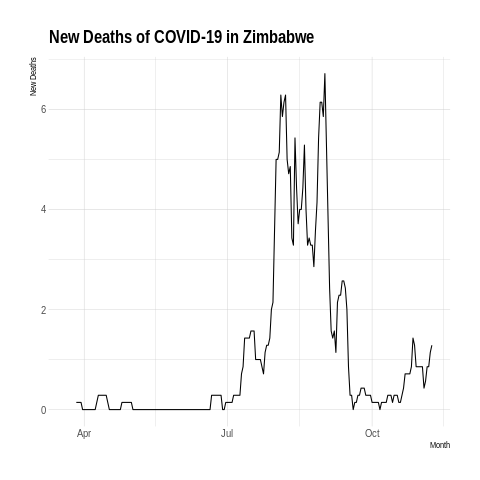 New Deaths of COVID-19 in Zimbabwe
New Deaths
6
4
2
0
Apr
Jul
Oct
Month